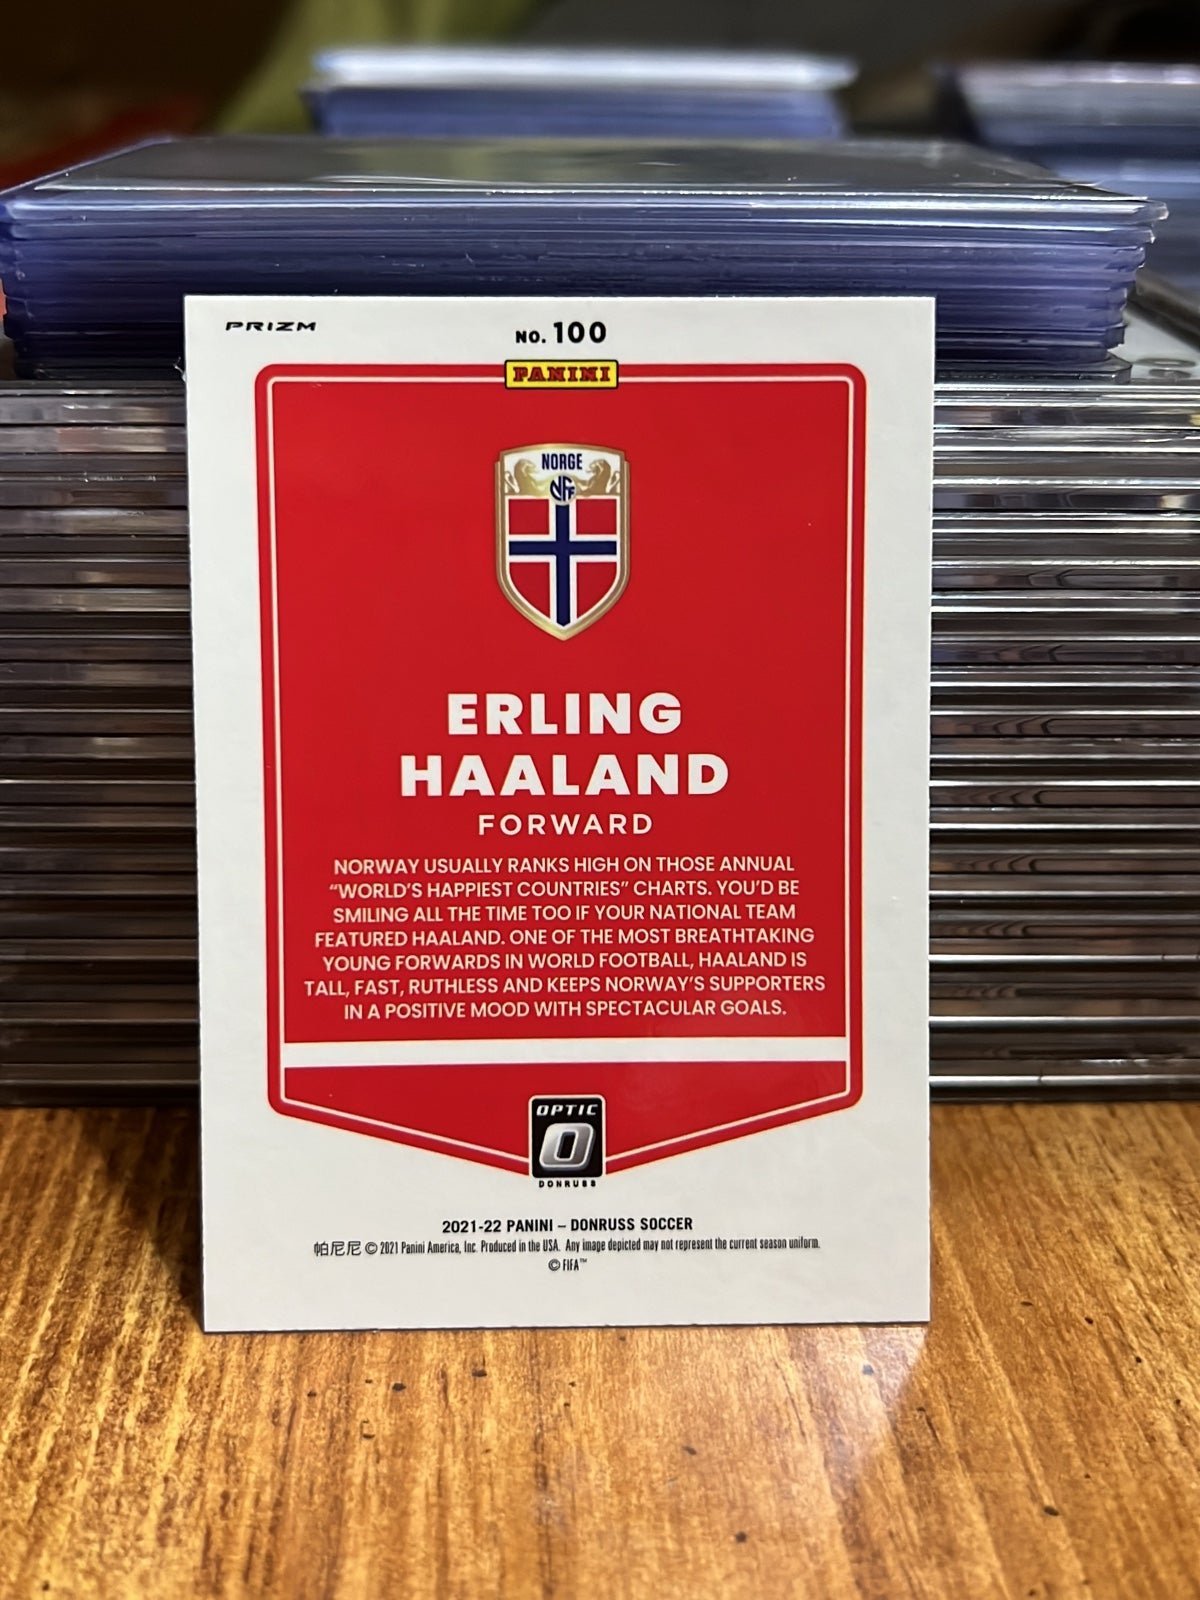 PRIZM
NO. 100
PANINI
NORGE
NFF
ERLING
HAALAND
FORWARD
NORWAY USUALLY RANKS HIGH ON THOSE ANNUAL
“WORLD’S HAPPIEST COUNTRIES” CHARTS. YOU’D BE
SMILING ALL THE TIME TOO IF YOUR NATIONAL TEAM
FEATURED HAALAND. ONE OF THE MOST BREATHTAKING
YOUNG FORWARDS IN WORLD FOOTBALL, HAALAND IS
TALL, FAST, RUTHLESS AND KEEPS NORWAY’S SUPPORTERS
IN A POSITIVE MOOD WITH SPECTACULAR GOALS.
OPTIC
O
DONRUSS
2021-22 PANINI – DONRUSS SOCCER
帕尼尼 © 2021 Panini America, Inc. Produced in the USA. Any image depicted may not represent the current season uniform.
© FIFA™